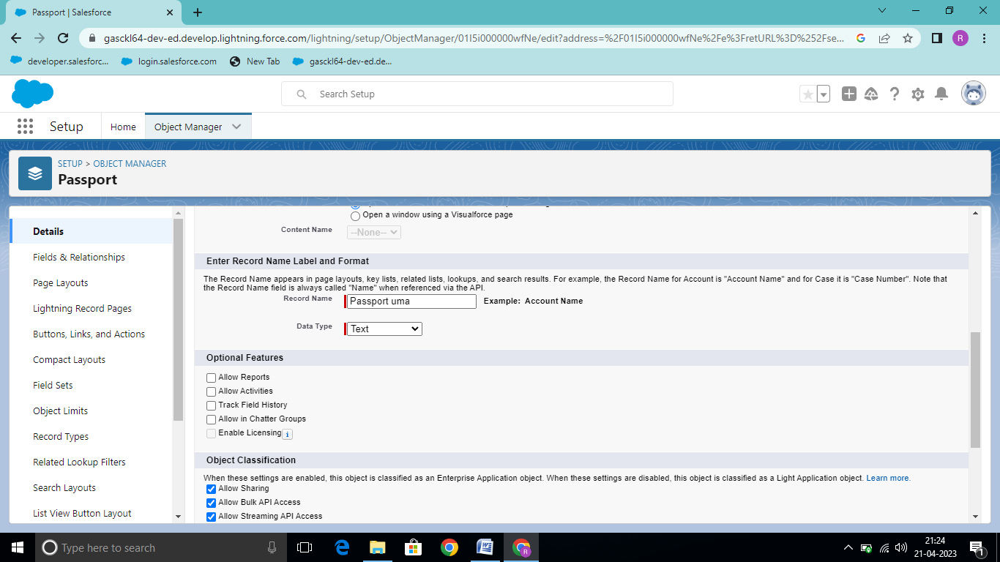 Passport | Salesforce
gasckl64-dev-ed.develop.lightning.force.com/lightning/setup/ObjectManager/01I5i000000wfNe/edit?address=%2F01I5i000000wfNe%2Fe%3FretURL%3D%252Fse...
R
developer.salesforc...
login.salesforce.com
New Tab
gasckl64-dev-ed.de...
Search Setup
Setup
Home
Object Manager
SETUP > OBJECT MANAGER
Passport
Details
Fields & Relationships
Page Layouts
Lightning Record Pages
Buttons, Links, and Actions
Compact Layouts
Field Sets
Object Limits
Record Types
Related Lookup Filters
Search Layouts
List View Button Layout
Open a window using a Visualforce page
Content Name --None--
Enter Record Name Label and Format
The Record Name appears in page layouts, key lists, related lists, lookups, and search results. For example, the Record Name for Account is "Account Name" and for Case it is "Case Number". Note that
the Record Name field is always called "Name" when referenced via the API.
Record Name Passport uma Example: Account Name
Data Type Text
Optional Features
Allow Reports
Allow Activities
Track Field History
Allow in Chatter Groups
Enable Licensing i
Object Classification
When these settings are enabled, this object is classified as an Enterprise Application object. When these settings are disabled, this object is classified as a Light Application object. Learn more.
Allow Sharing
Allow Bulk API Access
Allow Streaming API Access
Type here to search
R
21:24
21-04-2023
1